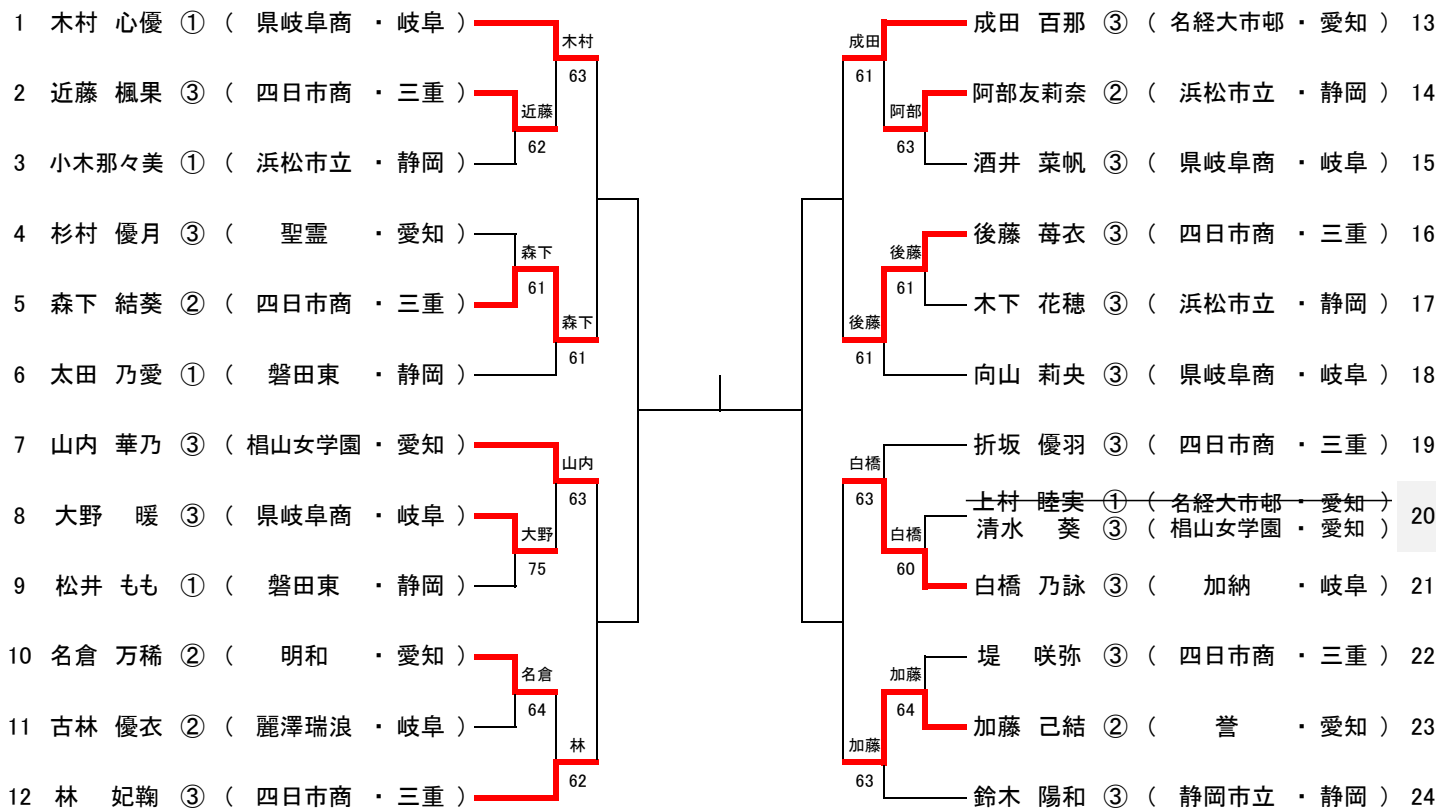 1 木村 心優 ① ( 県岐阜商 ・ 岐阜 )
木村
63
2 近藤 楓果 ③ ( 四日市商 ・ 三重 )
近藤
62
3 小木那々美 ① ( 浜松市立 ・ 静岡 )
4 杉村 優月 ③ ( 聖霊 ・ 愛知 )
森下
61
5 森下 結葵 ② ( 四日市商 ・ 三重 )
森下
61
6 太田 乃愛 ① ( 磐田東 ・ 静岡 )
7 山内 華乃 ③ ( 椙山女学園 ・ 愛知 )
山内
63
8 大野 暖 ③ ( 県岐阜商 ・ 岐阜 )
大野
75
9 松井 もも ① ( 磐田東 ・ 静岡 )
10 名倉 万稀 ② ( 明和 ・ 愛知 )
名倉
64
11 古林 優衣 ② ( 麗澤瑞浪 ・ 岐阜 )
林
62
12 林 妃鞠 ③ ( 四日市商 ・ 三重 )
成田 百那 ③ ( 名経大市邨 ・ 愛知 ) 13
成田
61
阿部友莉奈 ② ( 浜松市立 ・ 静岡 ) 14
阿部
63
酒井 菜帆 ③ ( 県岐阜商 ・ 岐阜 ) 15
後藤 苺衣 ③ ( 四日市商 ・ 三重 ) 16
後藤
61
木下 花穂 ③ ( 浜松市立 ・ 静岡 ) 17
後藤
61
向山 莉央 ③ ( 県岐阜商 ・ 岐阜 ) 18
折坂 優羽 ③ ( 四日市商 ・ 三重 ) 19
白橋
63
上村 睦実 ① ( 名経大市邨 ・ 愛知 )
清水 葵 ③ ( 椙山女学園 ・ 愛知 ) 20
白橋
60
白橋 乃詠 ③ ( 加納 ・ 岐阜 ) 21
堤 咲弥 ③ ( 四日市商 ・ 三重 ) 22
加藤
64
加藤 己結 ② ( 誉 ・ 愛知 ) 23
加藤
63
鈴木 陽和 ③ ( 静岡市立 ・ 静岡 ) 24